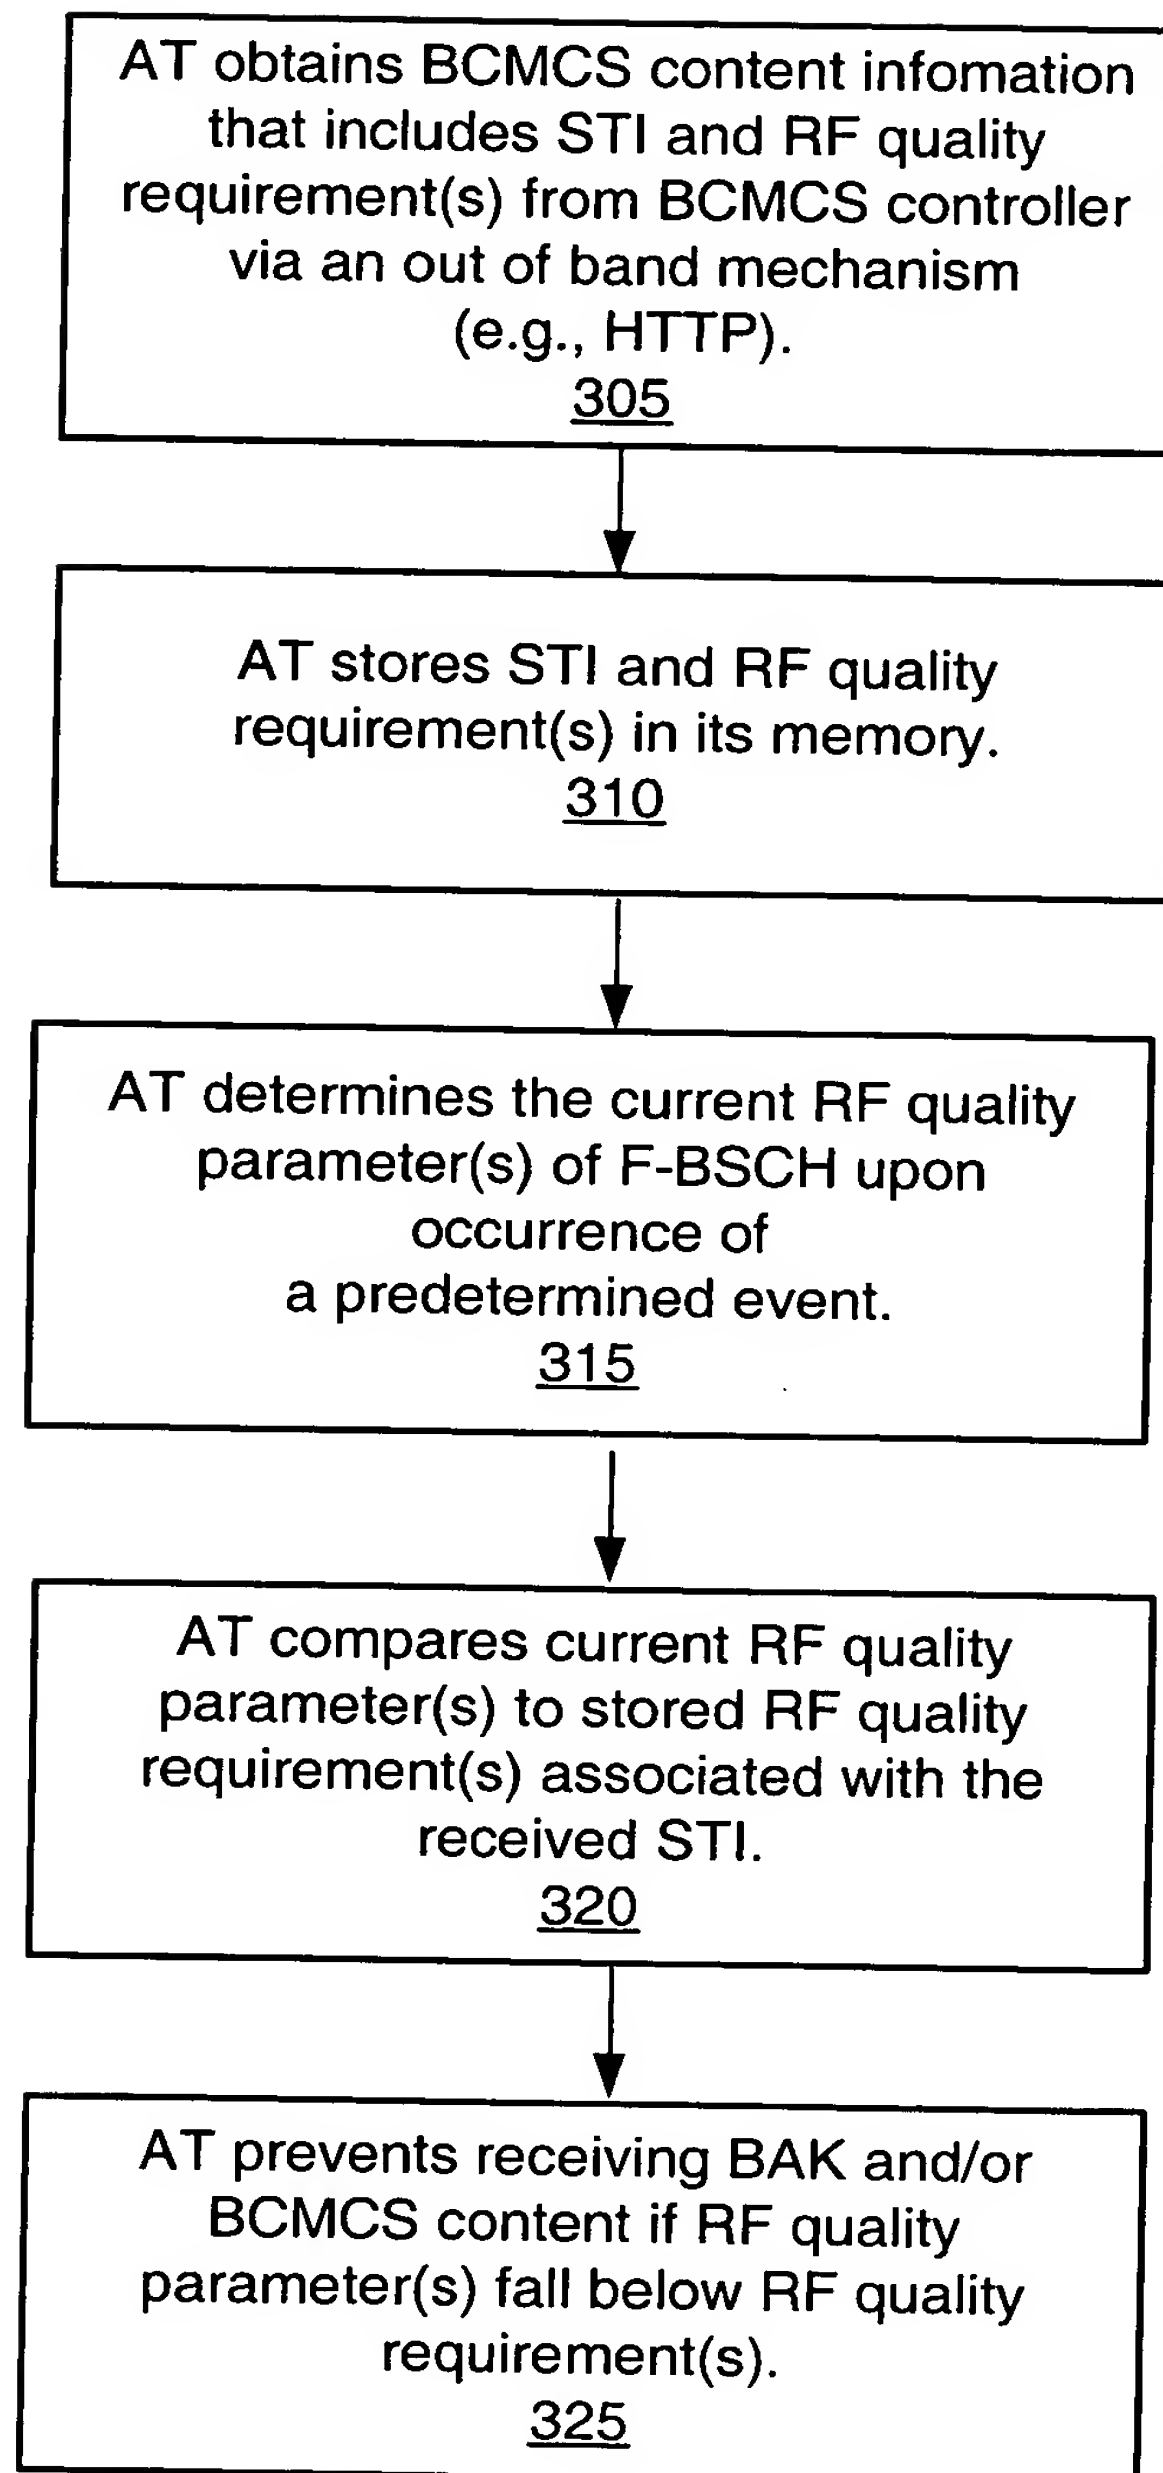 AT obtains BCMCS content infomation
that includes STI and RF quality
requirement(s) from BCMCS controller
via an out of band mechanism
(e.g., HTTP).
305
AT stores STI and RF quality
requirement(s) in its memory.
310
AT determines the current RF quality
parameter(s) of F-BSCH upon
occurrence of
a predetermined event.
315
AT compares current RF quality
parameter(s) to stored RF quality
requirement(s) associated with the
received STI.
320
AT prevents receiving BAK and/or
BCMCS content if RF quality
parameter(s) fall below RF quality
requirement(s).
325